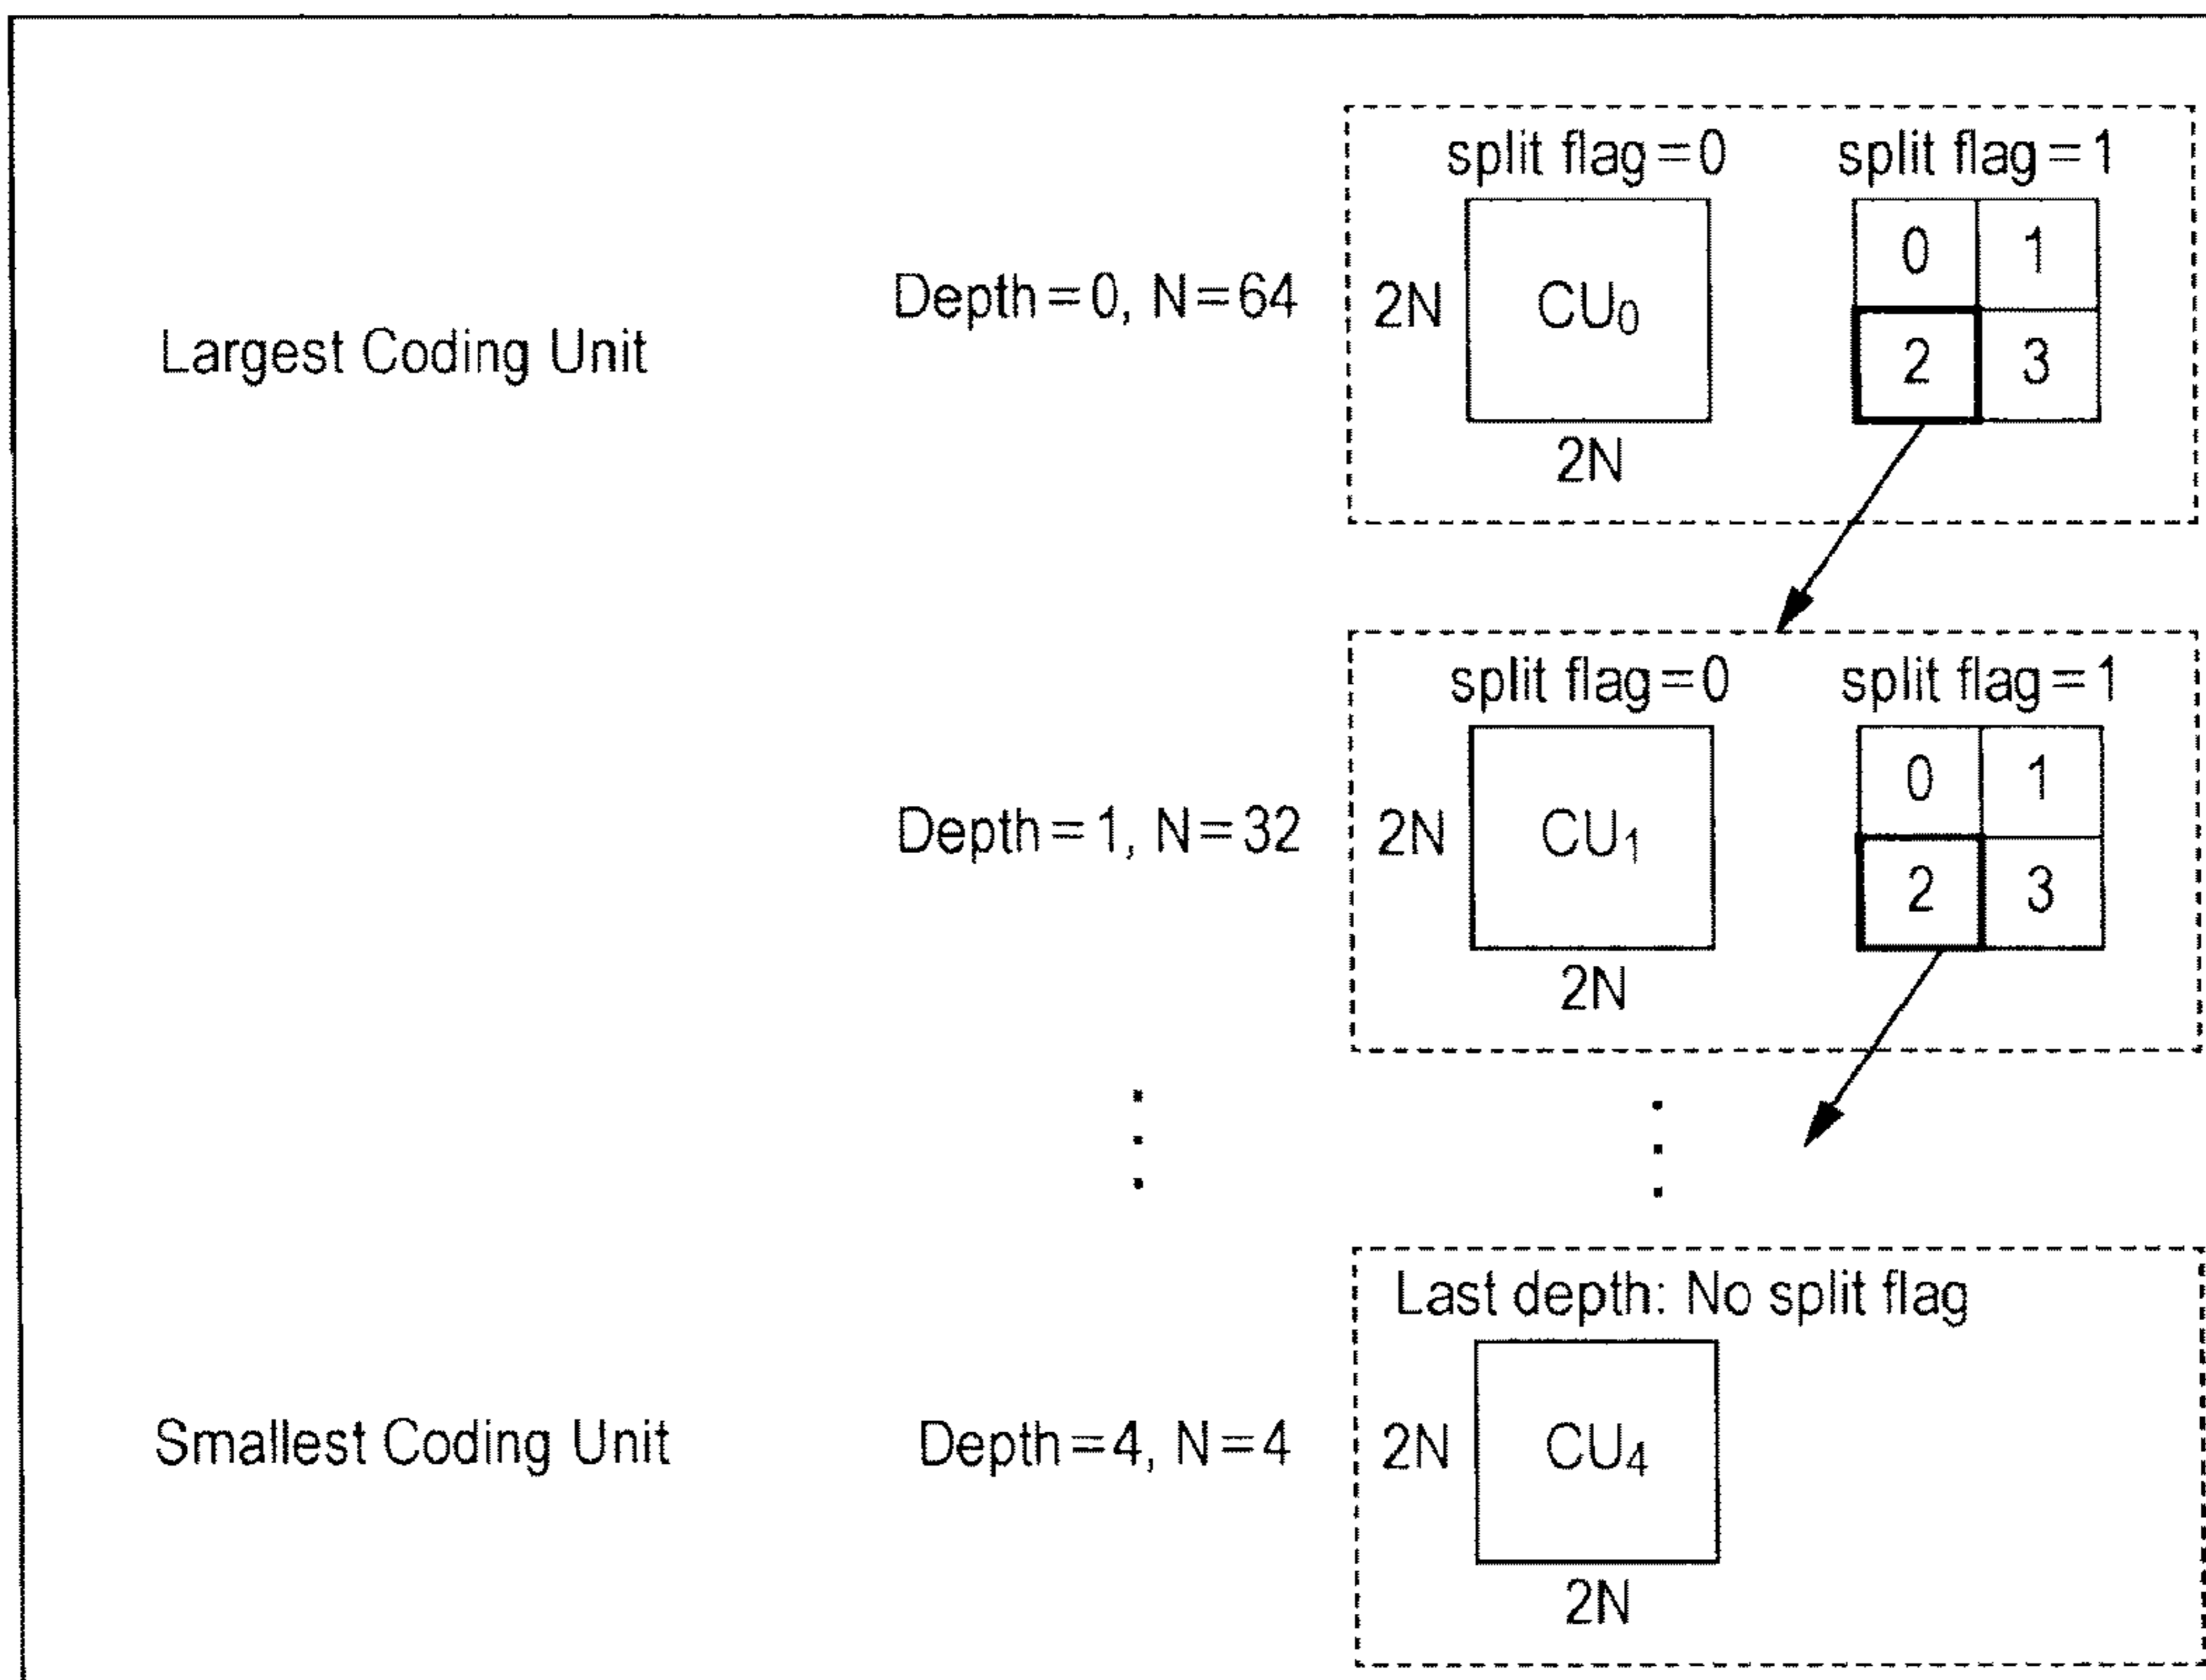 split flag=0 split flag=1
Largest Coding Unit
Depth=0, N=64
2N
CU₀
2N
0 1
2 3
split flag=0 split flag=1
Depth=1, N=32
2N
CU₁
2N
0 1
2 3
Last depth: No split flag
Smallest Coding Unit
Depth=4, N=4
2N
CU₄
2N